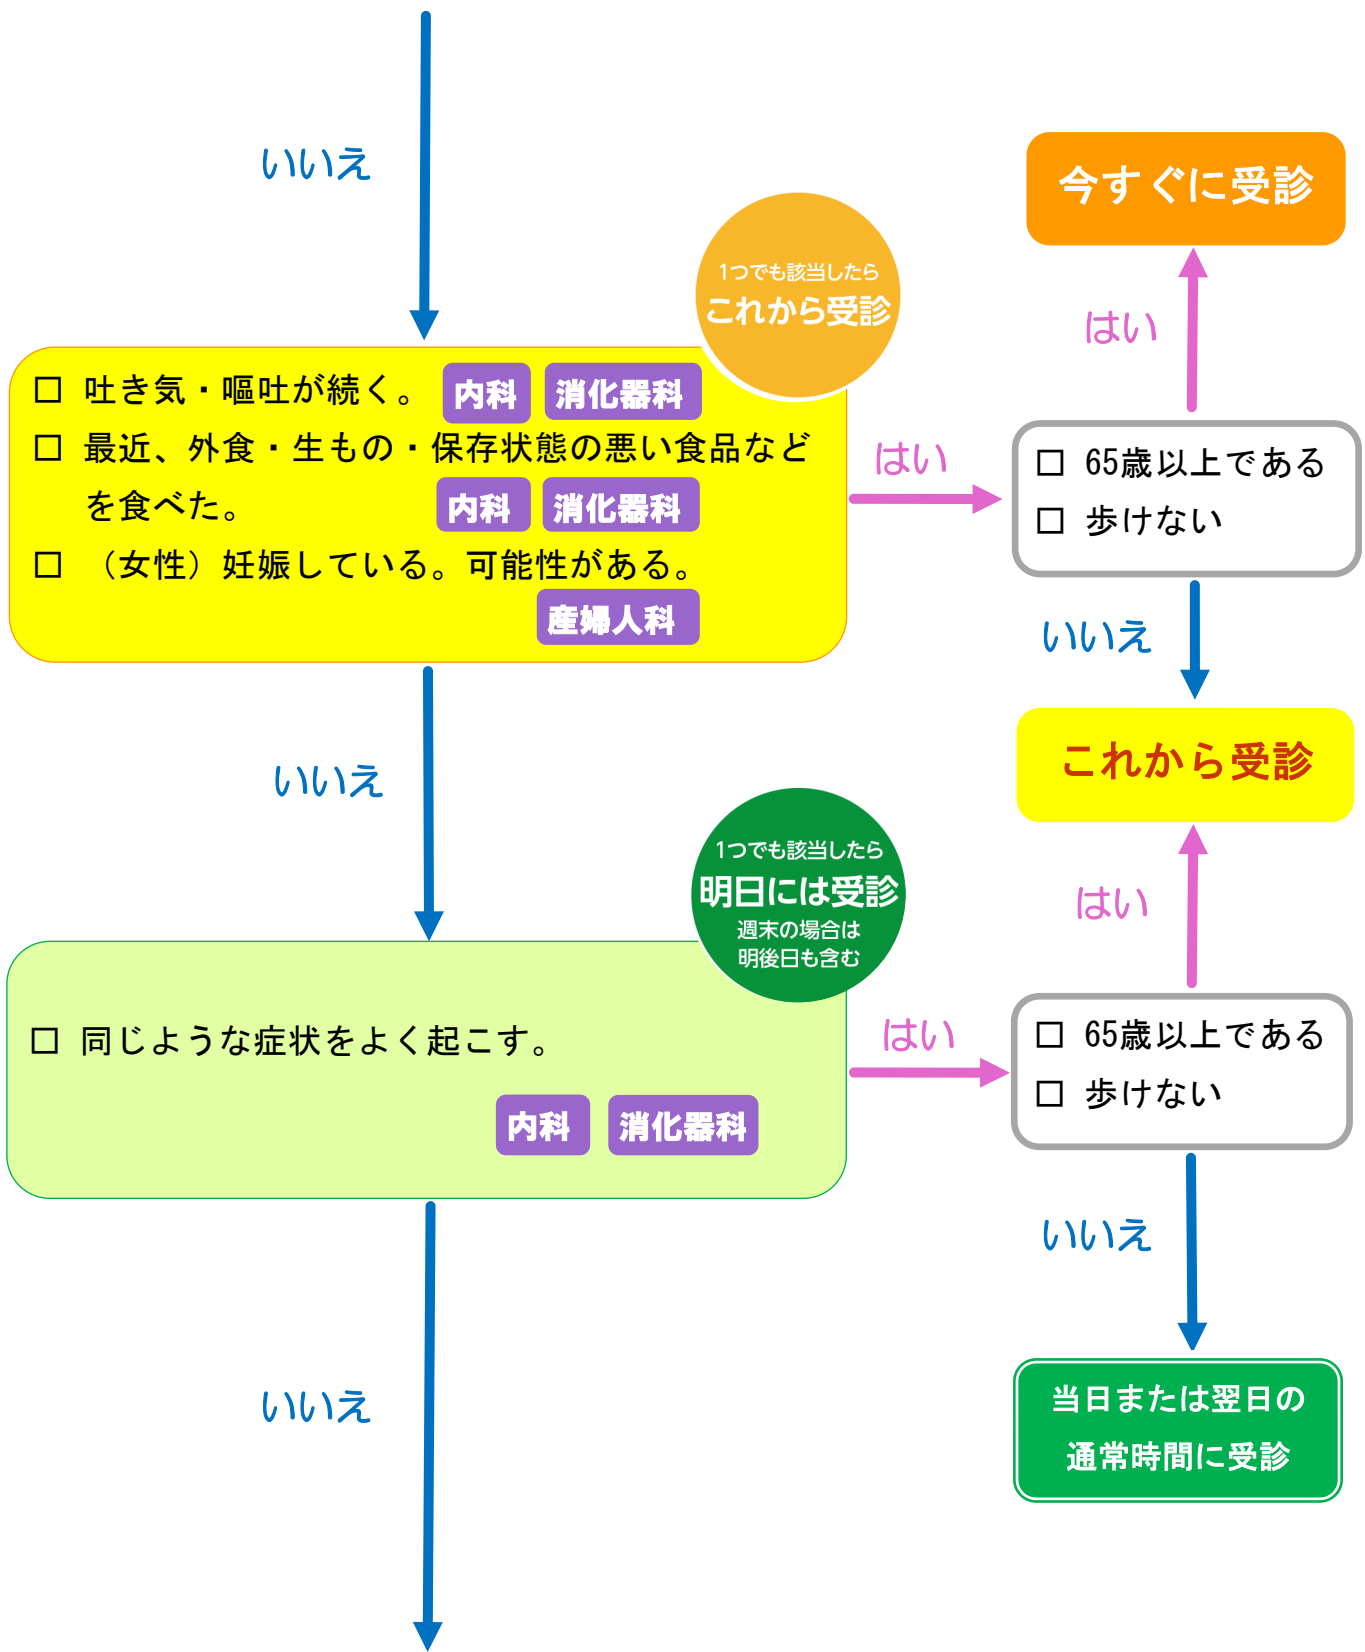 いいえ
今すぐに受診
1つでも該当したら
これから受診
はい
□ 吐き気・嘔吐が続く。 内科 消化器科
□ 最近、外食・生もの・保存状態の悪い食品など
を食べた。 内科 消化器科
□ （女性）妊娠している。可能性がある。
産婦人科
はい
□ 65歳以上である
□ 歩けない
いいえ
これから受診
いいえ
1つでも該当したら
明日には受診
週末の場合は
明後日も含む
はい
□ 同じような症状をよく起こす。
内科 消化器科
はい
□ 65歳以上である
□ 歩けない
いいえ
いいえ
当日または翌日の
通常時間に受診